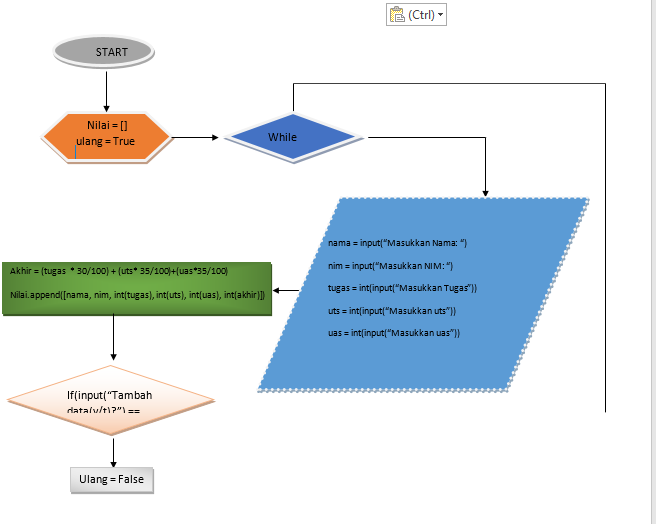 (Ctrl)
START
Nilai = []
ulang = True
While
nama = input(“Masukkan Nama: “)
nim = input(“Masukkan NIM: “)
tugas = int(input(“Masukkan Tugas”))
uts = int(input(“Masukkan uts”))
uas = int(input(“Masukkan uas”))
Akhir = (tugas * 30/100) + (uts* 35/100)+(uas*35/100)
Nilai.append([nama, nim, int(tugas), int(uts), int(uas), int(akhir)])
If(input(“Tambah
data(y/t)?”) ==
Ulang = False